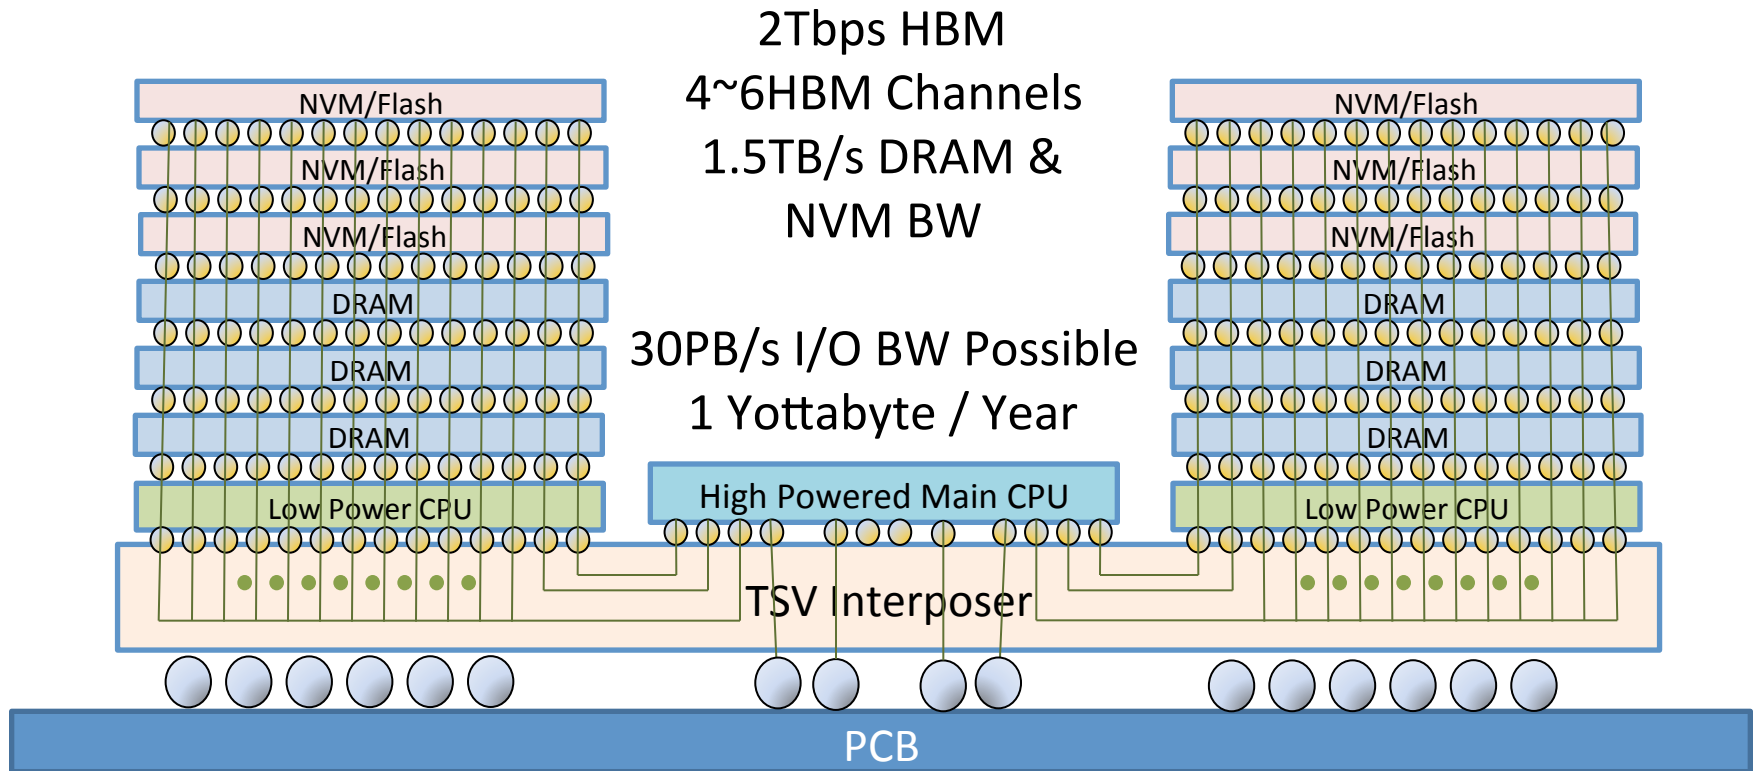 2Tbps HBM
4~6HBM Channels
1.5TB/s DRAM &
NVM BW
30PB/s I/O BW Possible
1 Yottabyte / Year
NVM/Flash
NVM/Flash
NVM/Flash
DRAM
DRAM
DRAM
Low Power CPU
High Powered Main CPU
NVM/Flash
NVM/Flash
NVM/Flash
DRAM
DRAM
DRAM
Low Power CPU
TSV Interposer
PCB